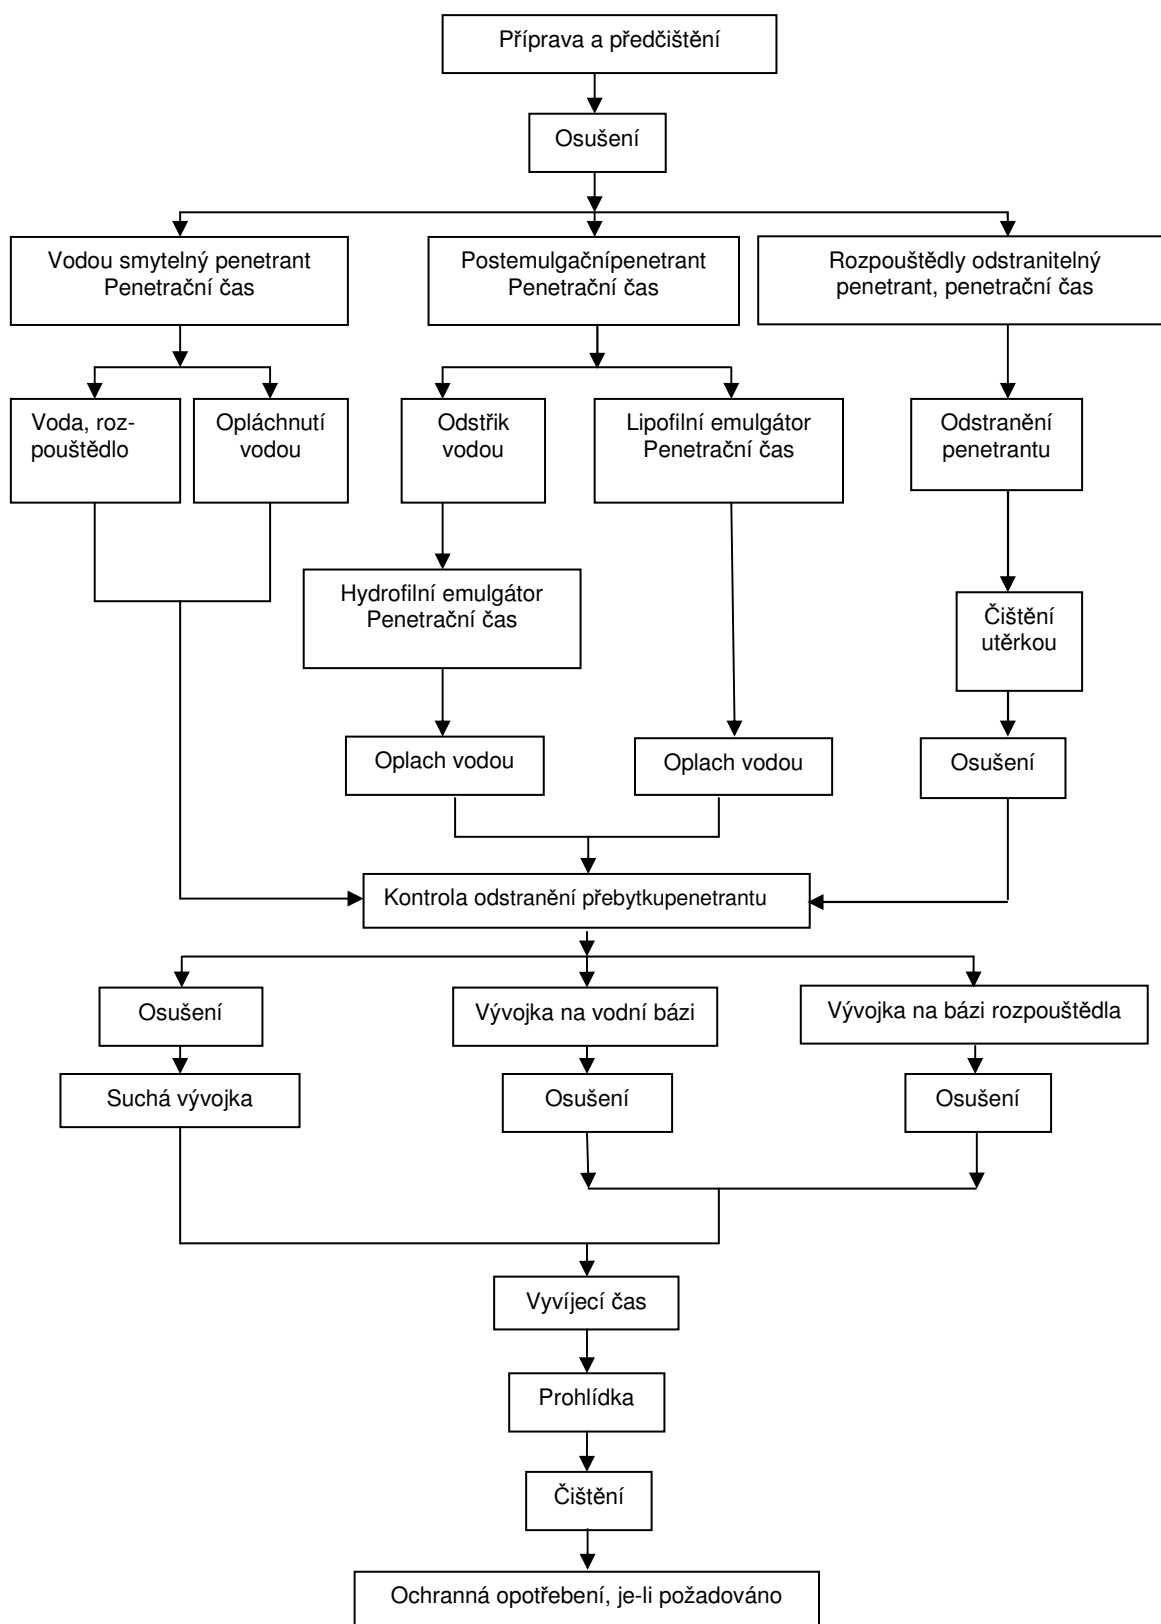 Příprava a předčištění
Osušení
Vodou smytelný penetrant
Penetrační čas
Postemulgačnípenetrant
Penetrační čas
Rozpouštědly odstranitelný
penetrant, penetrační čas
Voda, roz-
pouštědlo
Opláchnutí
vodou
Odstřik
vodou
Lipofilní emulgátor
Penetrační čas
Odstranění
penetrantu
Hydrofilní emulgátor
Penetrační čas
Čištění
utěrkou
Oplach vodou
Oplach vodou
Osušení
Kontrola odstranění přebytkupenetrantu
Osušení
Vývojka na vodní bázi
Vývojka na bázi rozpouštědla
Suchá vývojka
Osušení
Osušení
Vyvíjecí čas
Prohlídka
Čištění
Ochranná opotřebení, je-li požadováno